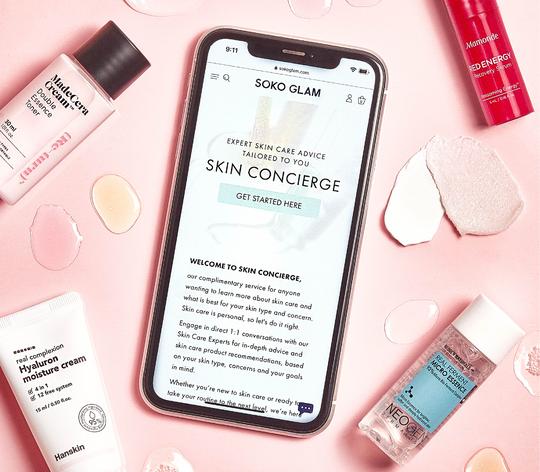 9:11
sokoglam.com
SOKO GLAM
EXPERT SKIN CARE ADVICE
TAILORED TO YOU
SKIN CONCIERGE
GET STARTED HERE
WELCOME TO SKIN CONCIERGE,
our complimentary service for anyone
wanting to learn more about skin care and
what is best for your skin type and concern.
Skin care is personal, so let's do it right.
Engage in direct 1:1 conversations with our
Skin Care Experts for in-depth advice and
skin care product recommendations, based
on your skin type, concerns and your goals
in mind.
Whether you're new to skin care or ready to
take your routine to the next level, we're here
MadeCera
Cream
Double
Essence
Toner
30ml
(Re:turn)
Mamonde
RED ENERGY
Recovery Serum
real complexion
Hyaluron
moisture cream
4 in 1
12 free system
15 ml / 0.50 fl. oz.
Hanskin
REAL FERMENT
MICRO ESSENCE
NEOGEN